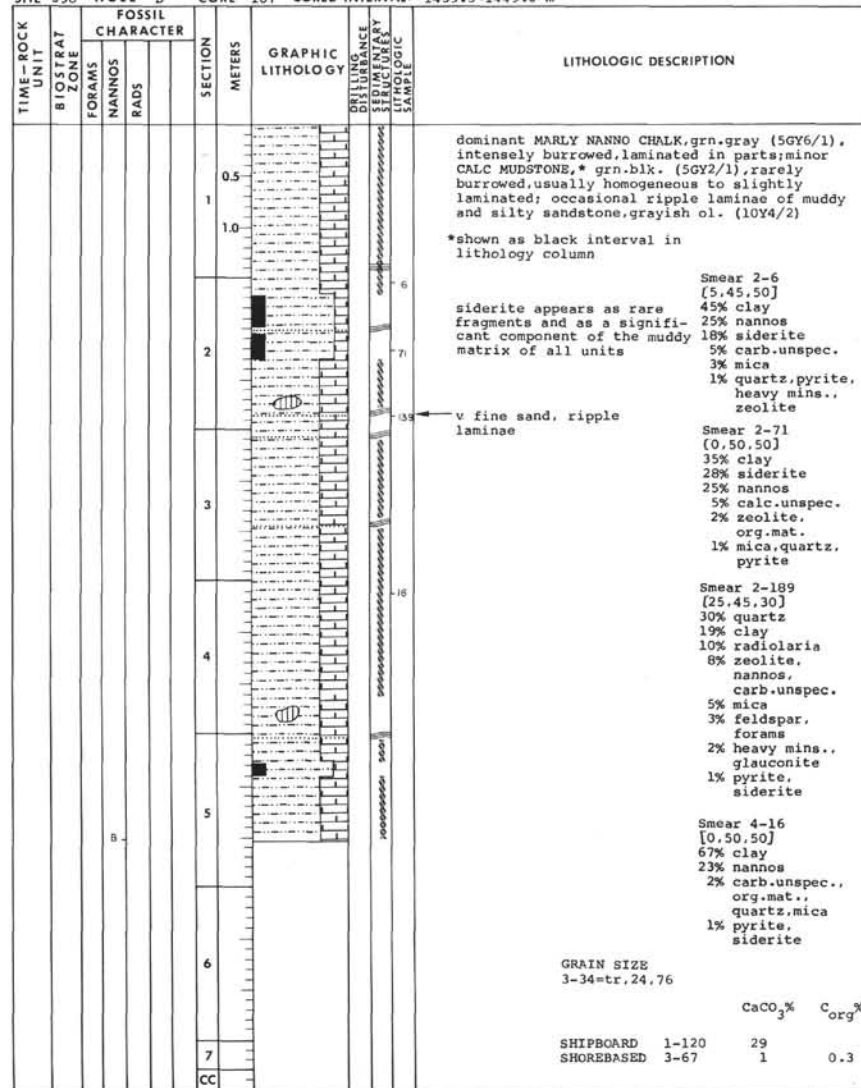 FOSSIL
CHARACTER
TIME-ROCK
UNIT
BIOSTRAT
ZONE
FORAMS
NANNOS
RADS
SECTION
METERS
GRAPHIC
LITHOLOGY
DRILLING
DISTURBANCE
SEDIMENTARY
STRUCTURES
LITHOLOGIC
SAMPLE
LITHOLOGIC DESCRIPTION
0.5
1
1.0
2
3
4
5
6
7
CC
B
6
71
139
16
dominant MARLY NANNO CHALK,grn.gray (5GY6/1),
intensely burrowed,laminated in parts;minor
CALC MUDSTONE,* grn.blk. (5GY2/1),rarely
burrowed,usually homogeneous to slightly
laminated; occasional ripple laminae of muddy
and silty sandstone,grayish ol. (10Y4/2)
*shown as black interval in
lithology column
siderite appears as rare
fragments and as a signifi-
cant component of the muddy
matrix of all units
v fine sand, ripple
laminae
Smear 2-6
[5,45,50]
45% clay
25% nannos
18% siderite
5% carb.unspec.
3% mica
1% quartz,pyrite,
heavy mins.,
zeolite
Smear 2-71
[0,50,50]
35% clay
28% siderite
25% nannos
5% calc.unspec.
2% zeolite,
org.mat.
1% mica,quartz,
pyrite
Smear 2-189
[25,45,30]
30% quartz
19% clay
10% radiolaria
8% zeolite,
nannos,
carb.unspec.
5% mica
3% feldspar,
forams
2% heavy mins.,
glauconite
1% pyrite,
siderite
Smear 4-16
[0,50,50]
67% clay
23% nannos
2% carb.unspec.,
org.mat.,
quartz,mica
1% pyrite,
siderite
GRAIN SIZE
3-34=tr,24,76
CaCO3% Corg%
SHIPBOARD 1-120 29
SHOREBASED 3-67 1 0.3